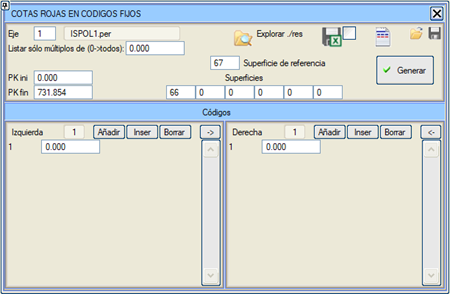 COTAS ROJAS EN CODIGOS FIJOS
Eje 1 ISPOL1.per Explorar ./res
Listar sólo múltiplos de (0->todos): 0.000
67 Superficie de referencia
PK ini 0.000 Superficies Generar
PK fin 731.854 66 0 0 0 0 0
Códigos
Izquierda 1 Añadir Inser Borrar -> Derecha 1 Añadir Inser Borrar <-
1 0.000 1 0.000